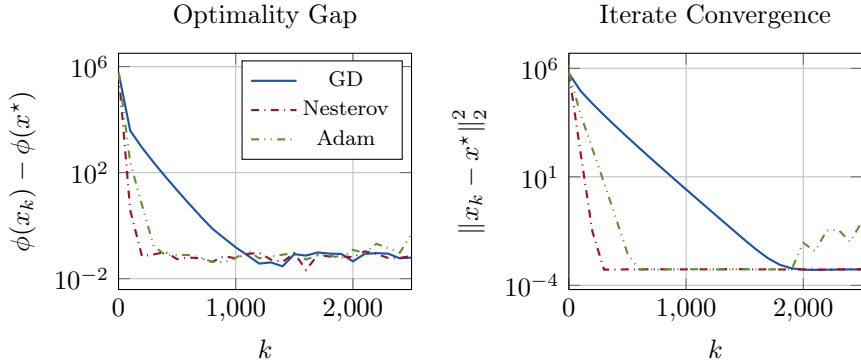 Optimality Gap
10^6
10^2
10^−2
ϕ(x_k) − ϕ(x^⋆)
GD
Nesterov
Adam
0
1,000
2,000
k
Iterate Convergence
10^6
10^1
10^−4
‖x_k − x^⋆‖_2^2
0
1,000
2,000
k